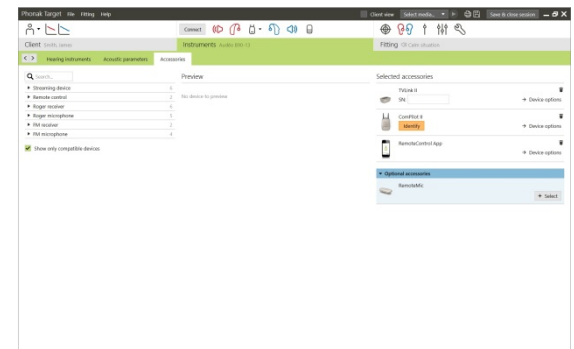 Phonak Target File Fitting Help
Client view Select media... Save & close session
Connect
Client Smith, James
Instruments Audéo B90-13
Fitting Calm situation
Hearing instruments Acoustic parameters Accessories
Search...
Streaming device
Remote control
Roger receiver
Roger microphone
FM receiver
FM microphone
Show only compatible devices
Preview
No device to preview
Selected accessories
TVLink II
SN:
Device options
ComPilot II
Identify
Device options
RemoteControl App
Device options
Optional accessories
RemoteMic
Select